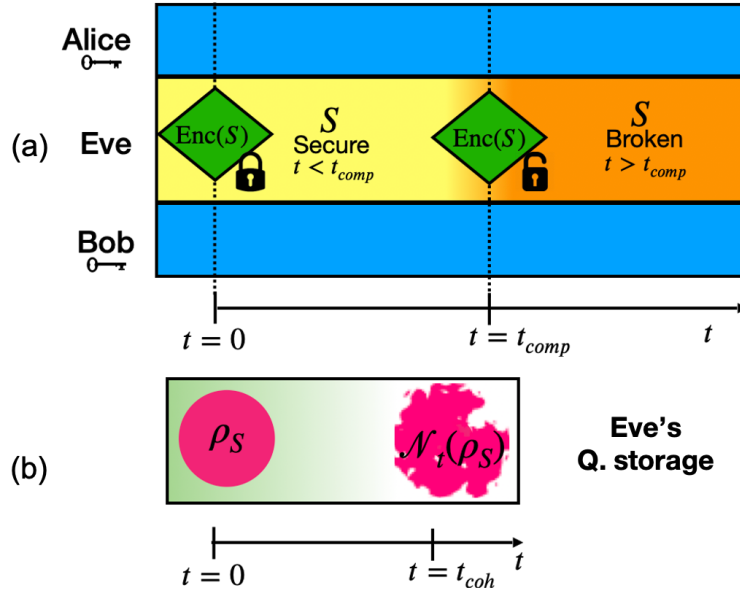 Alice
(a)
Eve
Enc(S)
S
Secure
t < t_comp
Enc(S)
S
Broken
t > t_comp
Bob
t = 0
t = t_comp
t
(b)
ρ_S
𝒩_t(ρ_S)
Eve's
Q. storage
t = 0
t = t_coh
t